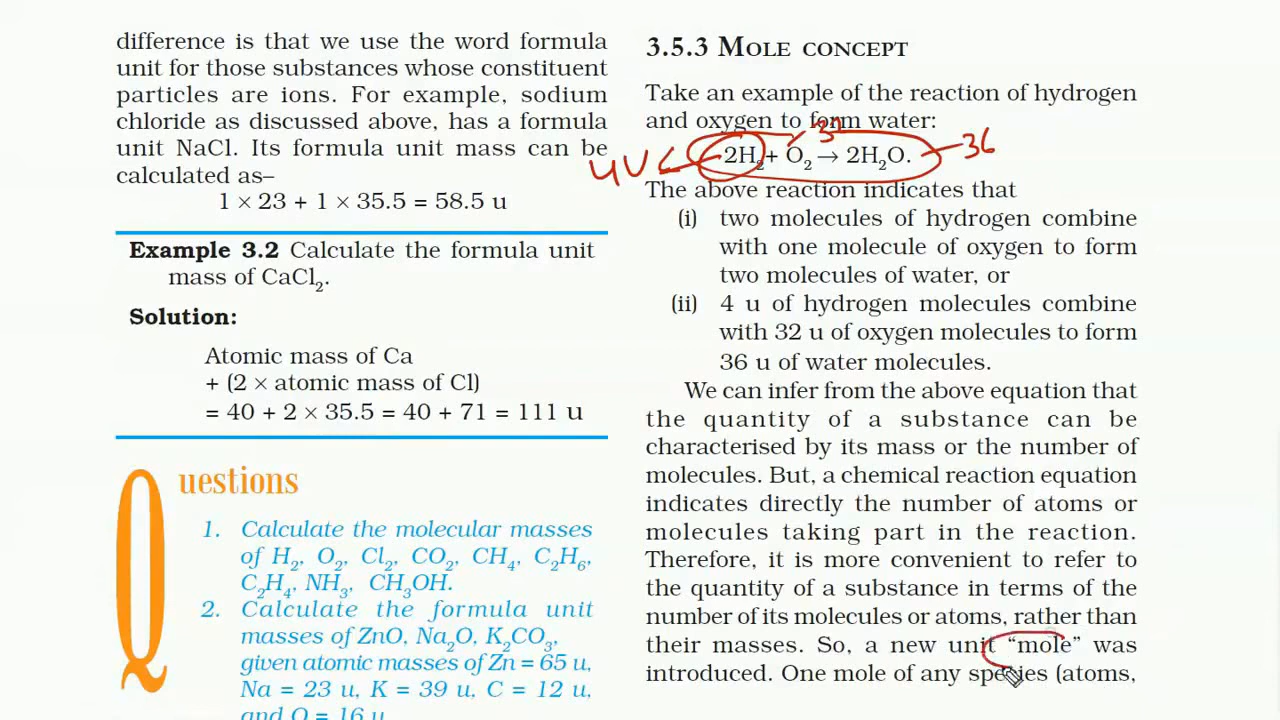 difference is that we use the word formula
unit for those substances whose constituent
particles are ions. For example, sodium
chloride as discussed above, has a formula
unit NaCl. Its formula unit mass can be
calculated as–
1 × 23 + 1 × 35.5 = 58.5 u
Example 3.2 Calculate the formula unit
mass of CaCl₂.
Solution:
Atomic mass of Ca
+ (2 × atomic mass of Cl)
= 40 + 2 × 35.5 = 40 + 71 = 111 u
Questions
1. Calculate the molecular masses
of H₂, O₂, Cl₂, CO₂, CH₄, C₂H₆,
C₂H₄, NH₃, CH₃OH.
2. Calculate the formula unit
masses of ZnO, Na₂O, K₂CO₃,
given atomic masses of Zn = 65 u,
Na = 23 u, K = 39 u, C = 12 u,
and O = 16 u.
3.5.3 MOLE CONCEPT
Take an example of the reaction of hydrogen
and oxygen to form water:
32
4U 2H₂+ O₂ → 2H₂O. 36
The above reaction indicates that
(i) two molecules of hydrogen combine
with one molecule of oxygen to form
two molecules of water, or
(ii) 4 u of hydrogen molecules combine
with 32 u of oxygen molecules to form
36 u of water molecules.
We can infer from the above equation that
the quantity of a substance can be
characterised by its mass or the number of
molecules. But, a chemical reaction equation
indicates directly the number of atoms or
molecules taking part in the reaction.
Therefore, it is more convenient to refer to
the quantity of a substance in terms of the
number of its molecules or atoms, rather than
their masses. So, a new unit “mole” was
introduced. One mole of any species (atoms,